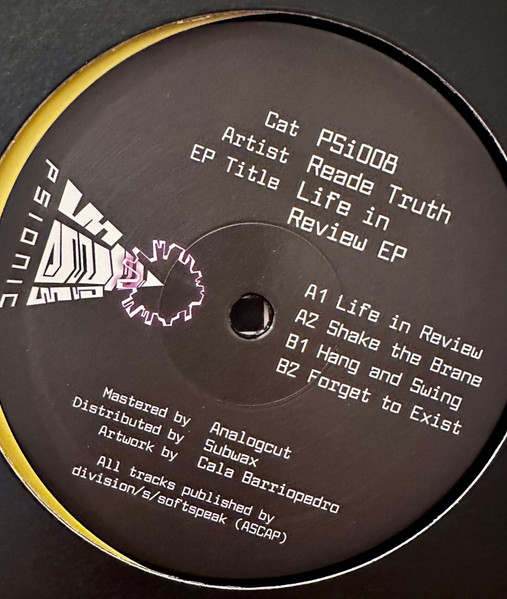 Cat PSi008
Artist Reade Truth
EP Title Life in
Review EP
PSIONIC
A1 Life in Review
A2 Shake the Brane
B1 Hang and Swing
B2 Forget to Exist
Mastered by Analogcut
Distributed by Subwax
Artwork by Cala Barriopedro
All tracks published by
division/s/softspeak (ASCAP)